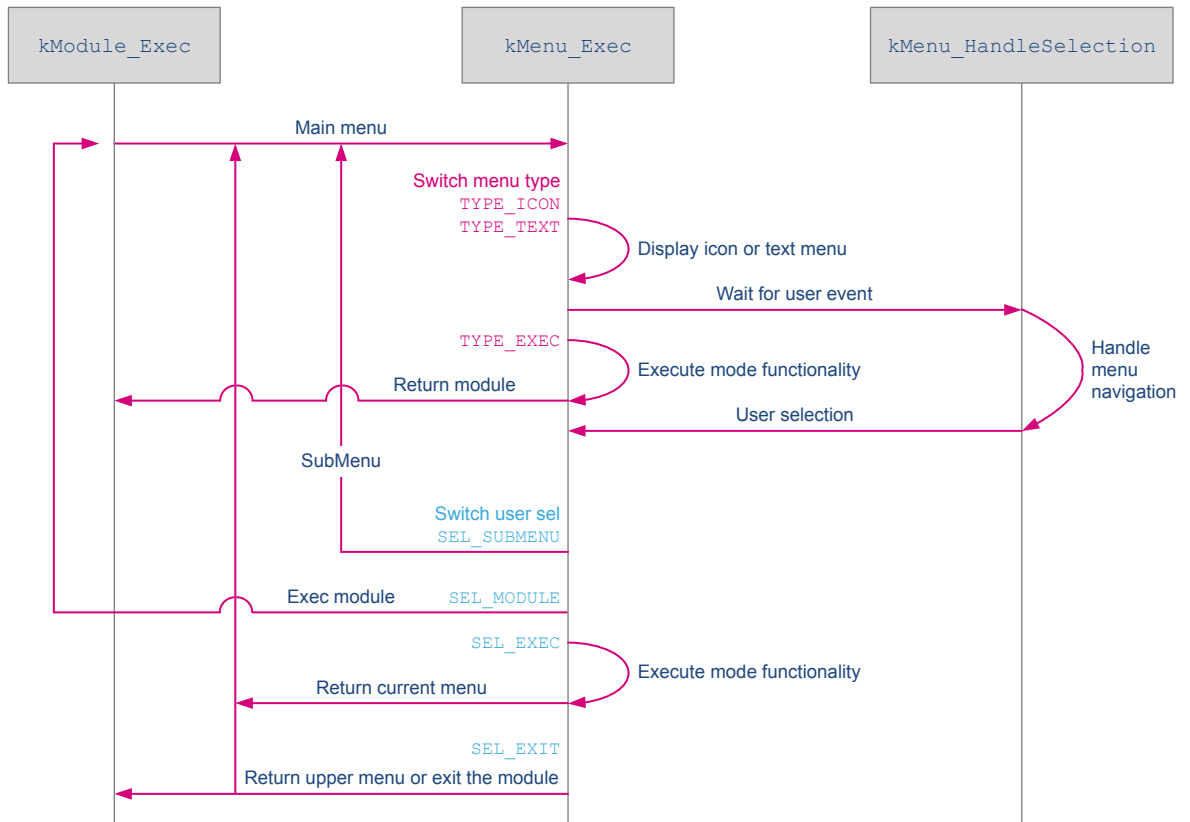 kModule_Exec
kMenu_Exec
kMenu_HandleSelection
Main menu
Switch menu type
TYPE_ICON
TYPE_TEXT
Display icon or text menu
Wait for user event
TYPE_EXEC
Execute mode functionality
Handle
menu
navigation
Return module
User selection
SubMenu
Switch user sel
SEL_SUBMENU
Exec module
SEL_MODULE
SEL_EXEC
Execute mode functionality
Return current menu
SEL_EXIT
Return upper menu or exit the module